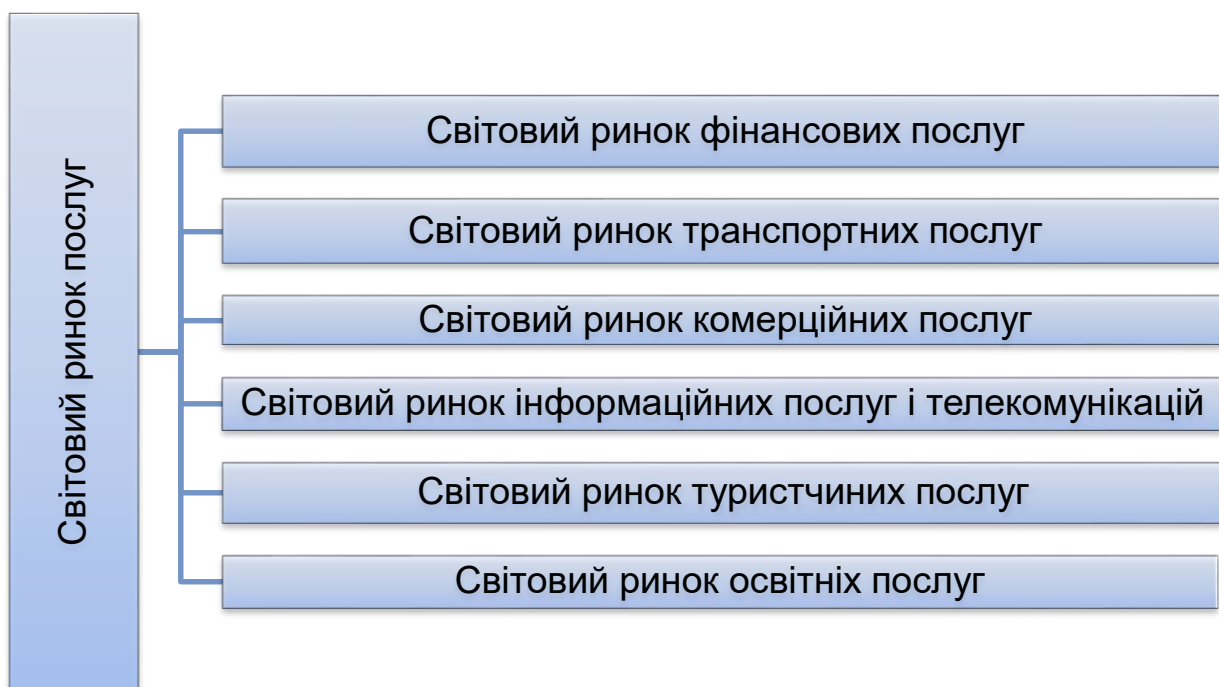 Світовий ринок послуг
Світовий ринок фінансових послуг
Світовий ринок транспортних послуг
Світовий ринок комерційних послуг
Світовий ринок інформаційних послуг і телекомунікацій
Світовий ринок туристчиних послуг
Світовий ринок освітніх послуг